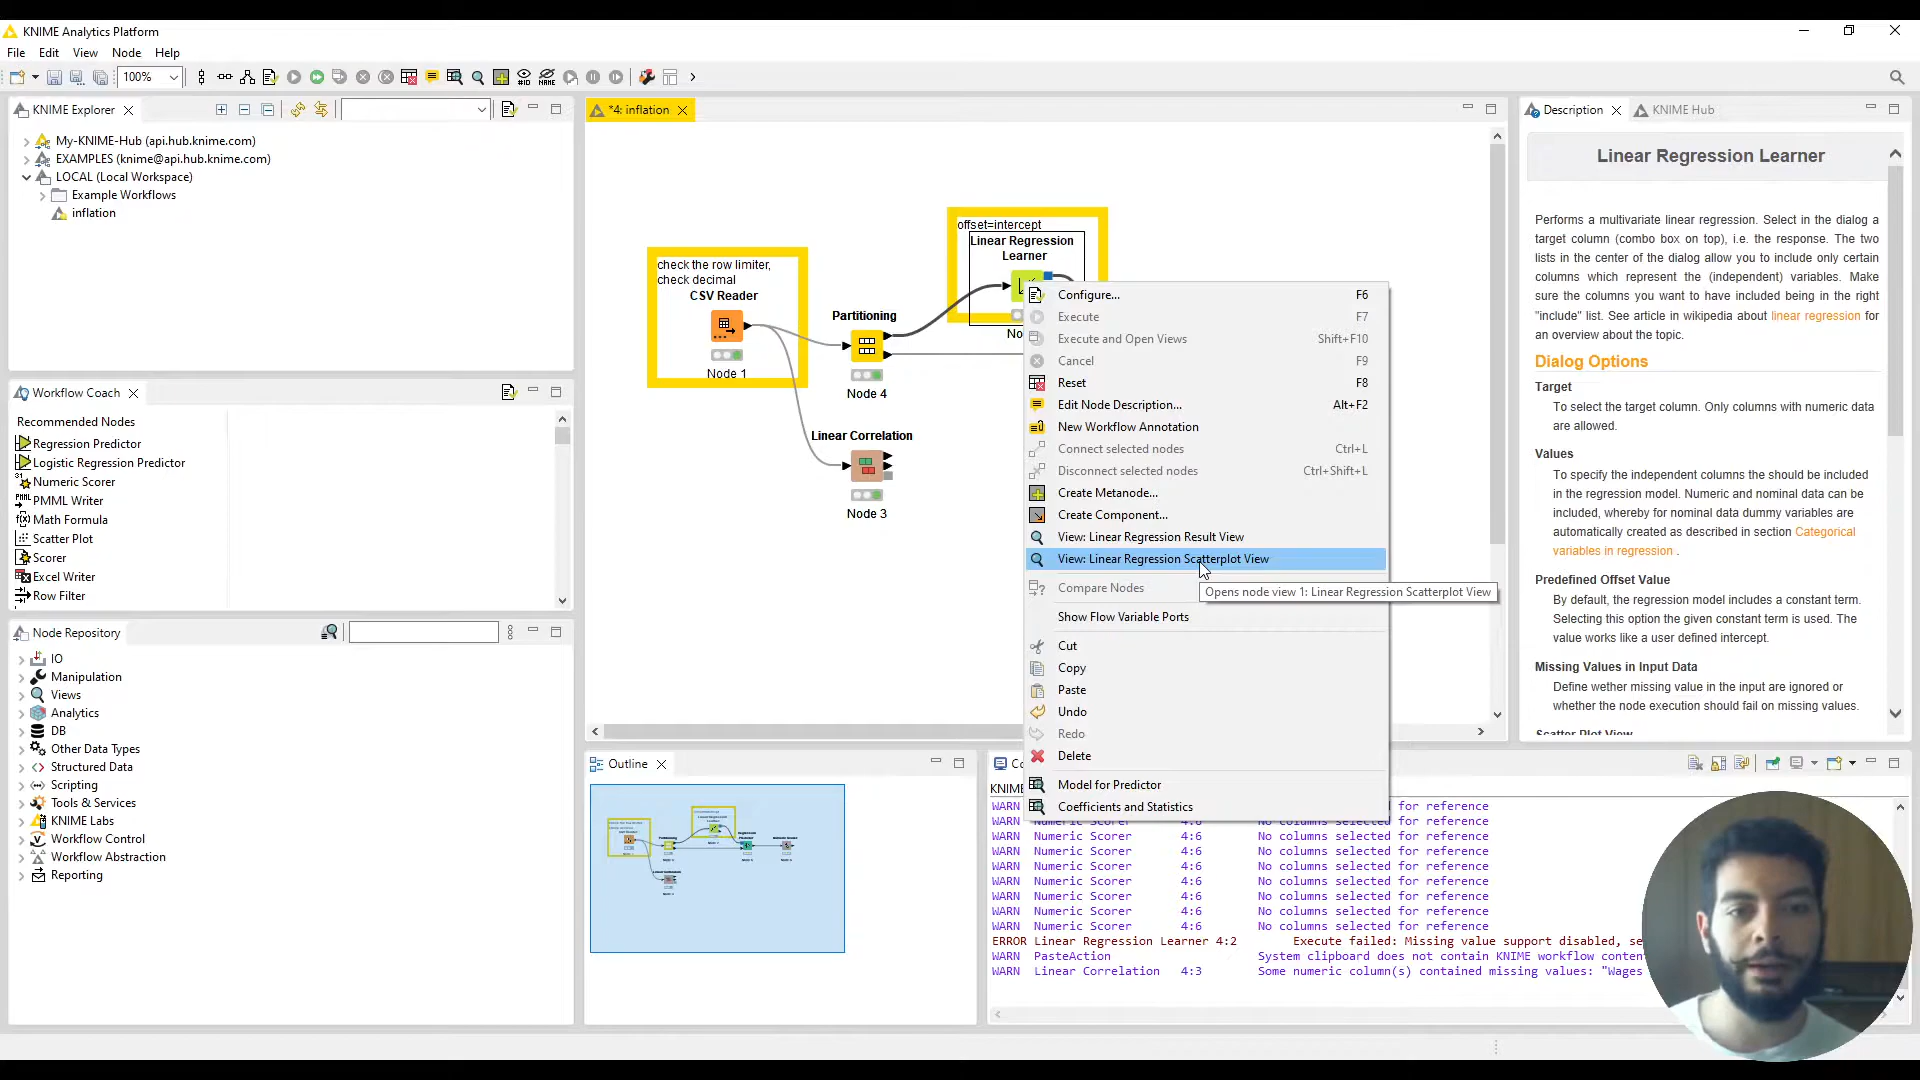 KNIME Analytics Platform
File Edit View Node Help
100%
KNIME Explorer
My-KNIME-Hub (api.hub.knime.com)
EXAMPLES (knime@api.hub.knime.com)
LOCAL (Local Workspace)
Example Workflows
inflation
Workflow Coach
Recommended Nodes
Regression Predictor
Logistic Regression Predictor
Numeric Scorer
PMML Writer
Math Formula
Scatter Plot
Scorer
Excel Writer
Row Filter
Node Repository
IO
Manipulation
Views
Analytics
DB
Other Data Types
Structured Data
Scripting
Tools & Services
KNIME Labs
Workflow Control
Workflow Abstraction
Reporting
*4: inflation
check the row limiter,
check decimal
CSV Reader
Node 1
Partitioning
Node 4
Linear Correlation
Node 3
offset=intercept
Linear Regression
Learner
Configure... F6
Execute F7
Execute and Open Views Shift+F10
Cancel F9
Reset F8
Edit Node Description... Alt+F2
New Workflow Annotation
Connect selected nodes Ctrl+L
Disconnect selected nodes Ctrl+Shift+L
Create Metanode...
Create Component...
View: Linear Regression Result View
View: Linear Regression Scatterplot View
Compare Nodes
Opens node view 1: Linear Regression Scatterplot View
Show Flow Variable Ports
Cut
Copy
Paste
Undo
Redo
Delete
Model for Predictor
Coefficients and Statistics
Outline
KNIME
WARN
WARN Numeric Scorer 4:6 No columns selected for reference
WARN Numeric Scorer 4:6 No columns selected for reference
WARN Numeric Scorer 4:6 No columns selected for reference
WARN Numeric Scorer 4:6 No columns selected for reference
WARN Numeric Scorer 4:6 No columns selected for reference
WARN Numeric Scorer 4:6 No columns selected for reference
WARN Numeric Scorer 4:6 No columns selected for reference
WARN Numeric Scorer 4:6 No columns selected for reference
ERROR Linear Regression Learner 4:2 Execute failed: Missing value support disabled, se
WARN PasteAction System clipboard does not contain KNIME workflow conten
WARN Linear Correlation 4:3 Some numeric column(s) contained missing values: "Wages
Description
KNIME Hub
Linear Regression Learner
Performs a multivariate linear regression. Select in the dialog a
target column (combo box on top), i.e. the response. The two
lists in the center of the dialog allow you to include only certain
columns which represent the (independent) variables. Make
sure the columns you want to have included being in the right
"include" list. See article in wikipedia about linear regression for
an overview about the topic.
Dialog Options
Target
To select the target column. Only columns with numeric data
are allowed.
Values
To specify the independent columns the should be included
in the regression model. Numeric and nominal data can be
included, whereby for nominal data dummy variables are
automatically created as described in section Categorical
variables in regression .
Predefined Offset Value
By default, the regression model includes a constant term.
Selecting this option the given constant term is used. The
value works like a user defined intercept.
Missing Values in Input Data
Define wether missing value in the input are ignored or
whether the node execution should fail on missing values.
Scatter Plot View